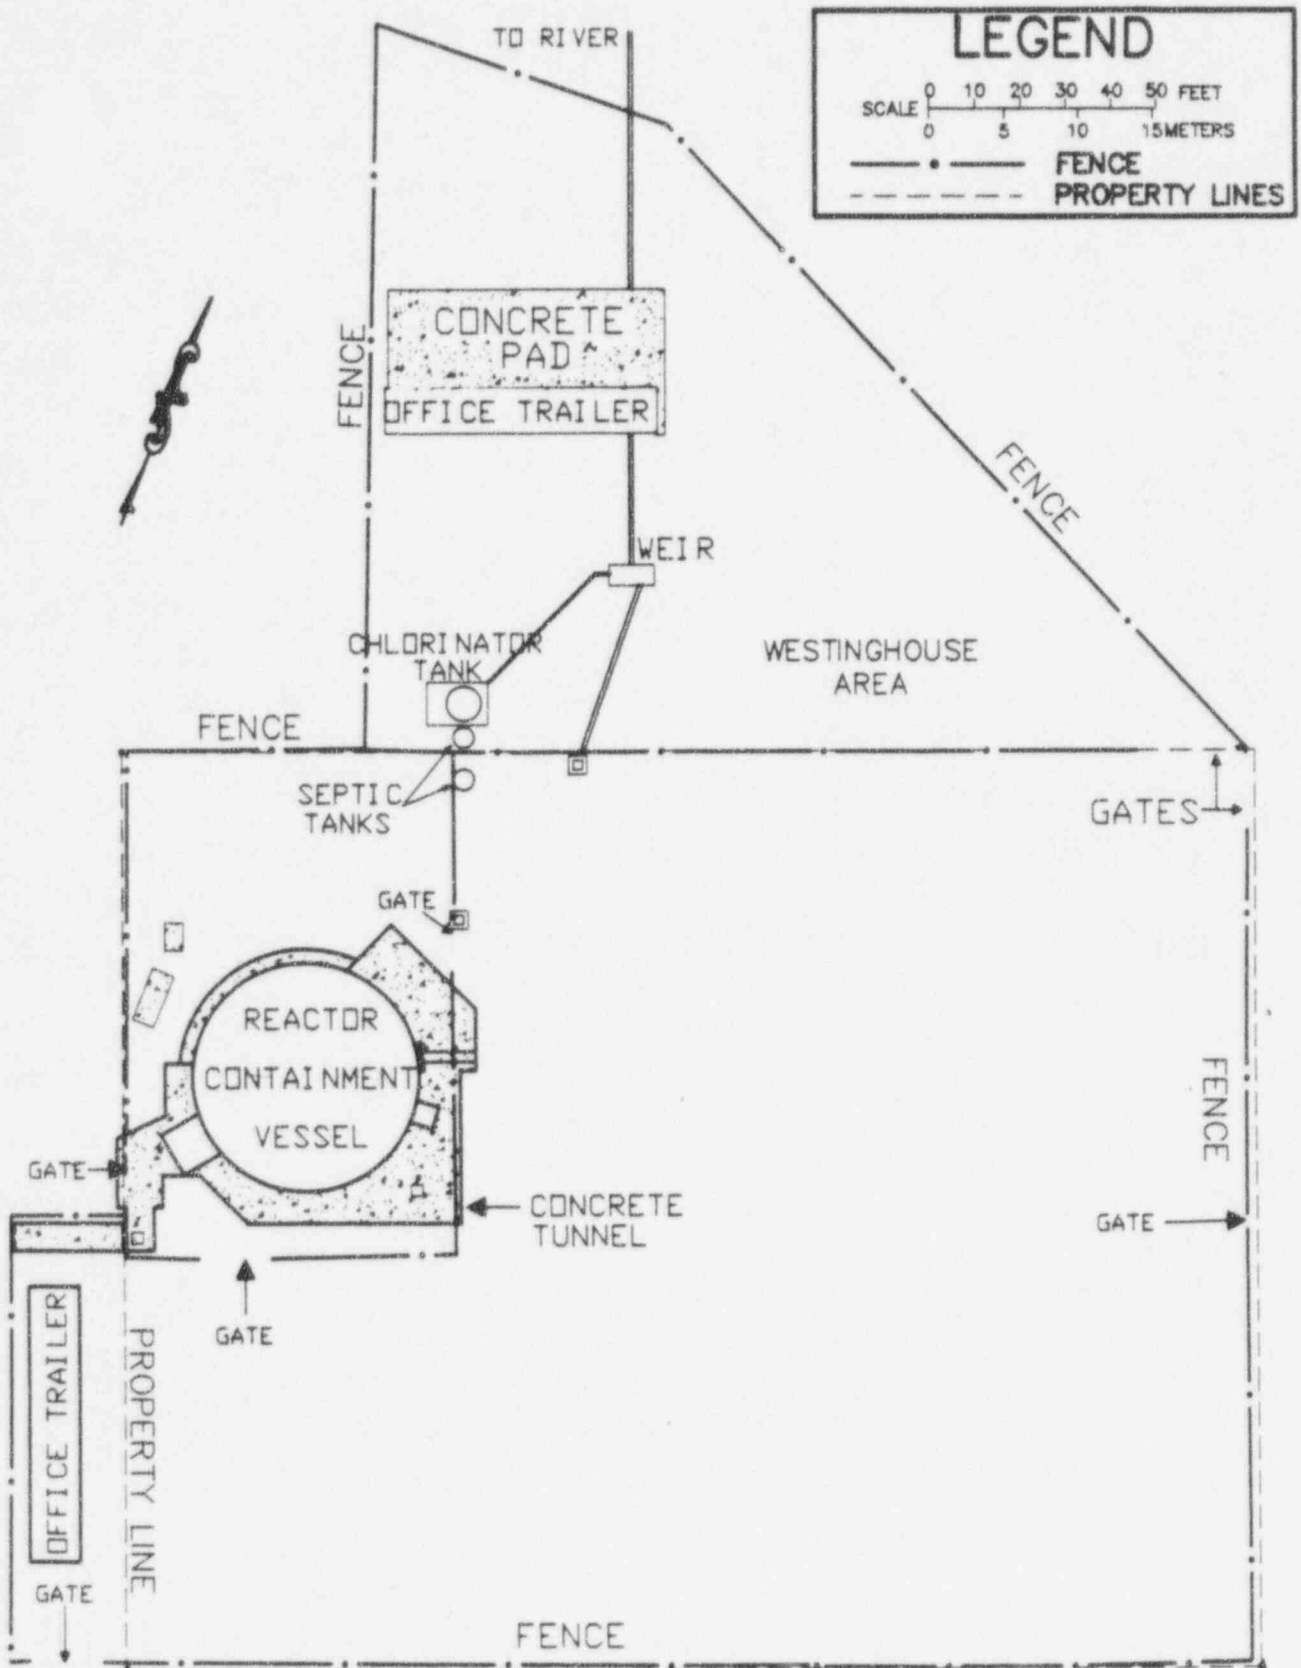 TO RIVER
LEGEND
0 10 20 30 40 50 FEET
SCALE
0 5 10 15 METERS
FENCE
PROPERTY LINES
CONCRETE
PAD
OFFICE TRAILER
FENCE
FENCE
WEIR
CHLORINATOR
TANK
WESTINGHOUSE
AREA
FENCE
SEPTIC
TANKS
GATES
GATE
REACTOR
CONTAINMENT
VESSEL
FENCE
GATE
CONCRETE
TUNNEL
GATE
GATE
OFFICE TRAILER
PROPERTY LINE
GATE
FENCE